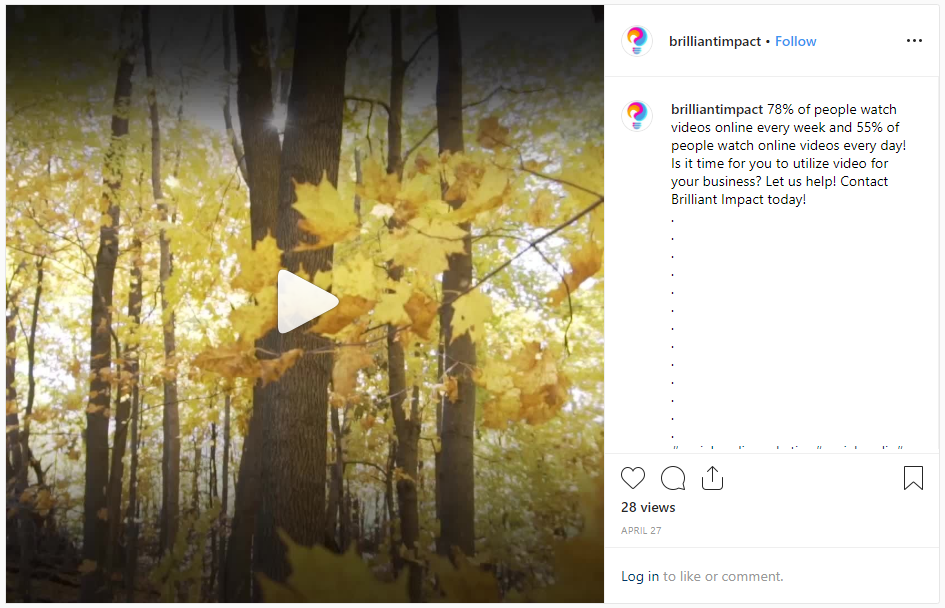 brilliantimpact • Follow
brilliantimpact 78% of people watch
videos online every week and 55% of
people watch online videos every day!
Is it time for you to utilize video for
your business? Let us help! Contact
Brilliant Impact today!
.
.
.
.
.
.
.
.
.
.
.
.
.
28 views
APRIL 27
Log in to like or comment.